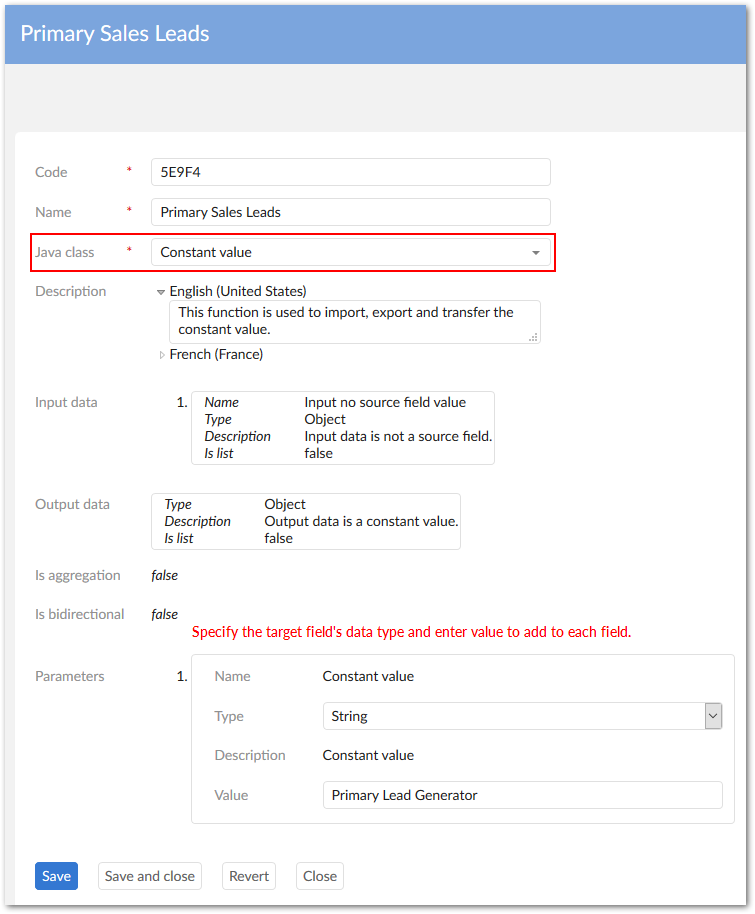 Primary Sales Leads
Code * 5E9F4
Name * Primary Sales Leads
Java class * Constant value
Description English (United States)
This function is used to import, export and transfer the
constant value.
French (France)
Input data 1. Name Input no source field value
Type Object
Description Input data is not a source field.
Is list false
Output data Type Object
Description Output data is a constant value.
Is list false
Is aggregation false
Is bidirectional false
Specify the target field's data type and enter value to add to each field.
Parameters 1. Name Constant value
Type String
Description Constant value
Value Primary Lead Generator
Save Save and close Revert Close